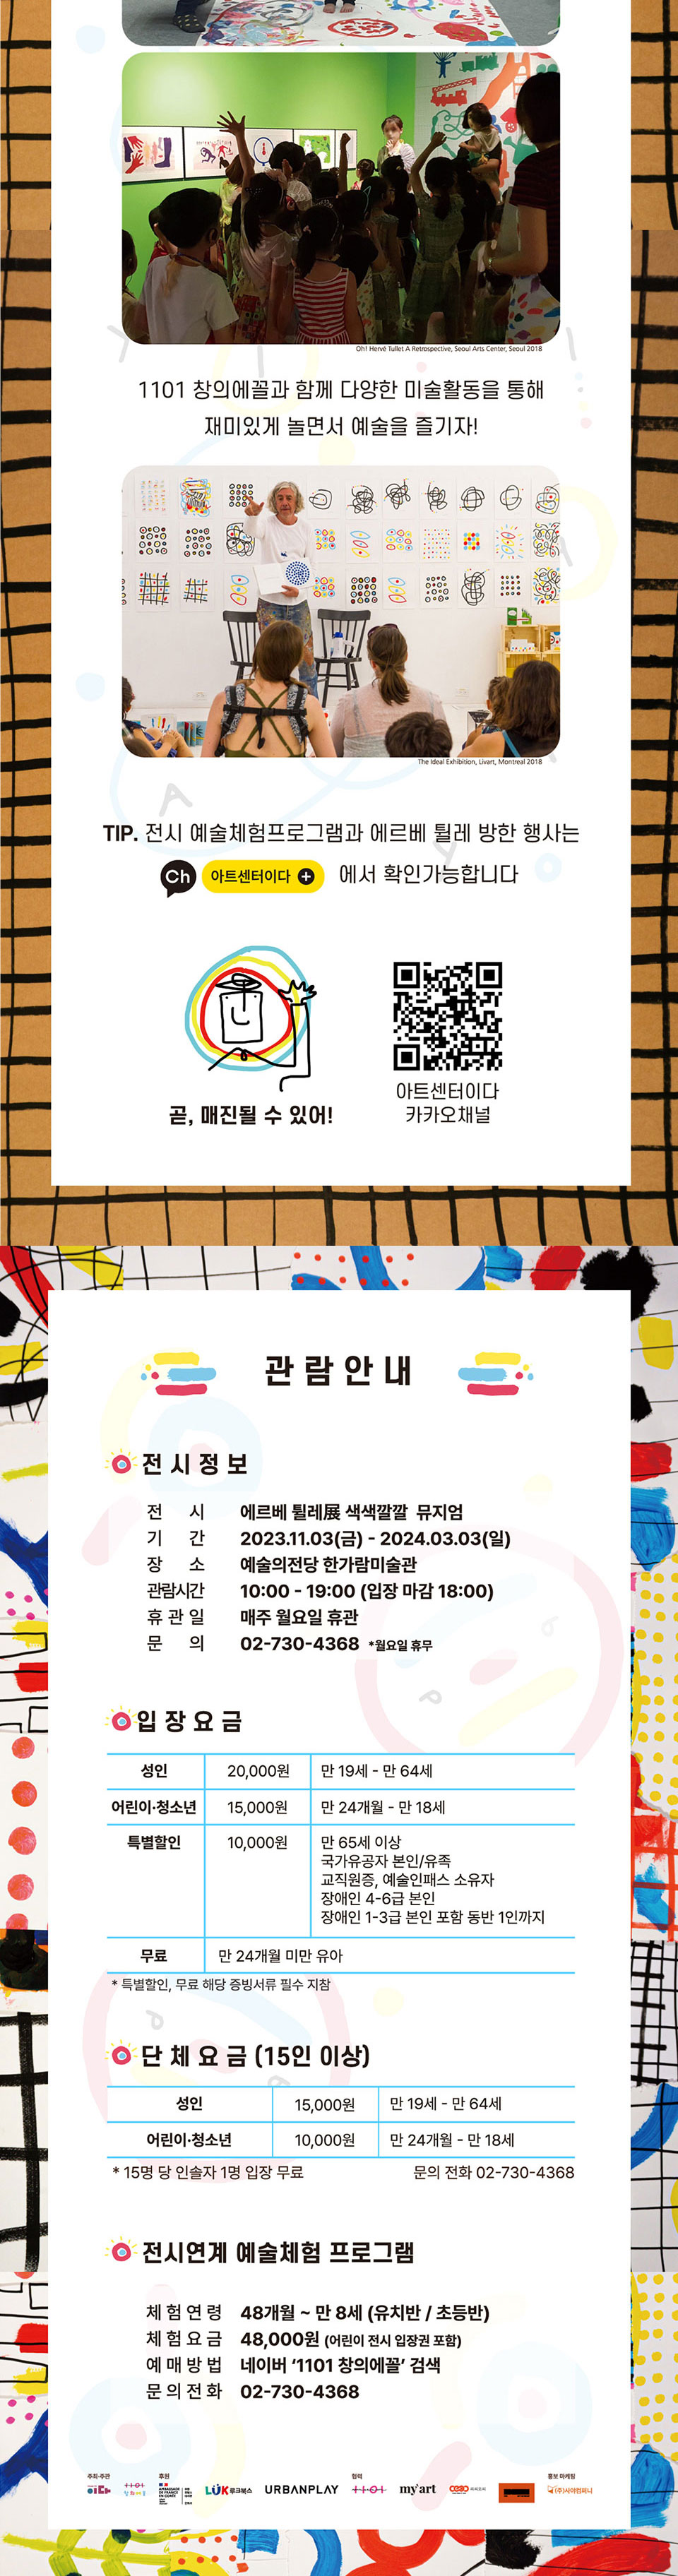 Oh! Hervé Tullet A Retrospective, Seoul Arts Center, Seoul 2018
1101 창의에꼴과 함께 다양한 미술활동을 통해
재미있게 놀면서 예술을 즐기자!
The Ideal Exhibition, Livart, Montreal 2018
TIP. 전시 예술체험프로그램과 에르베 튈레 방한 행사는
Ch 아트센터이다 + 에서 확인가능합니다
곧, 매진될 수 있어!
아트센터이다
카카오채널
관람안내
전시정보
전 시 에르베 튈레展 색색깔깔 뮤지엄
기 간 2023.11.03(금) - 2024.03.03(일)
장 소 예술의전당 한가람미술관
관람시간 10:00 - 19:00 (입장 마감 18:00)
휴관일 매주 월요일 휴관
문 의 02-730-4368 *월요일 휴무
입장요금
성인 20,000원 만 19세 - 만 64세
어린이·청소년 15,000원 만 24개월 - 만 18세
특별할인 10,000원 만 65세 이상
국가유공자 본인/유족
교직원증, 예술인패스 소유자
장애인 4-6급 본인
장애인 1-3급 본인 포함 동반 1인까지
무료 만 24개월 미만 유아
* 특별할인, 무료 해당 증빙서류 필수 지참
단체요금 (15인 이상)
성인 15,000원 만 19세 - 만 64세
어린이·청소년 10,000원 만 24개월 - 만 18세
* 15명 당 인솔자 1명 입장 무료 문의 전화 02-730-4368
전시연계 예술체험 프로그램
체험연령 48개월 ~ 만 8세 (유치반 / 초등반)
체험요금 48,000원 (어린이 전시 입장권 포함)
예매방법 네이버 '1101 창의에꼴' 검색
문의전화 02-730-4368
주최·주관 후원 협력 홍보 마케팅
이다 LÜK 루크북스 URBANPLAY 1101 my art (주)시야컴퍼니